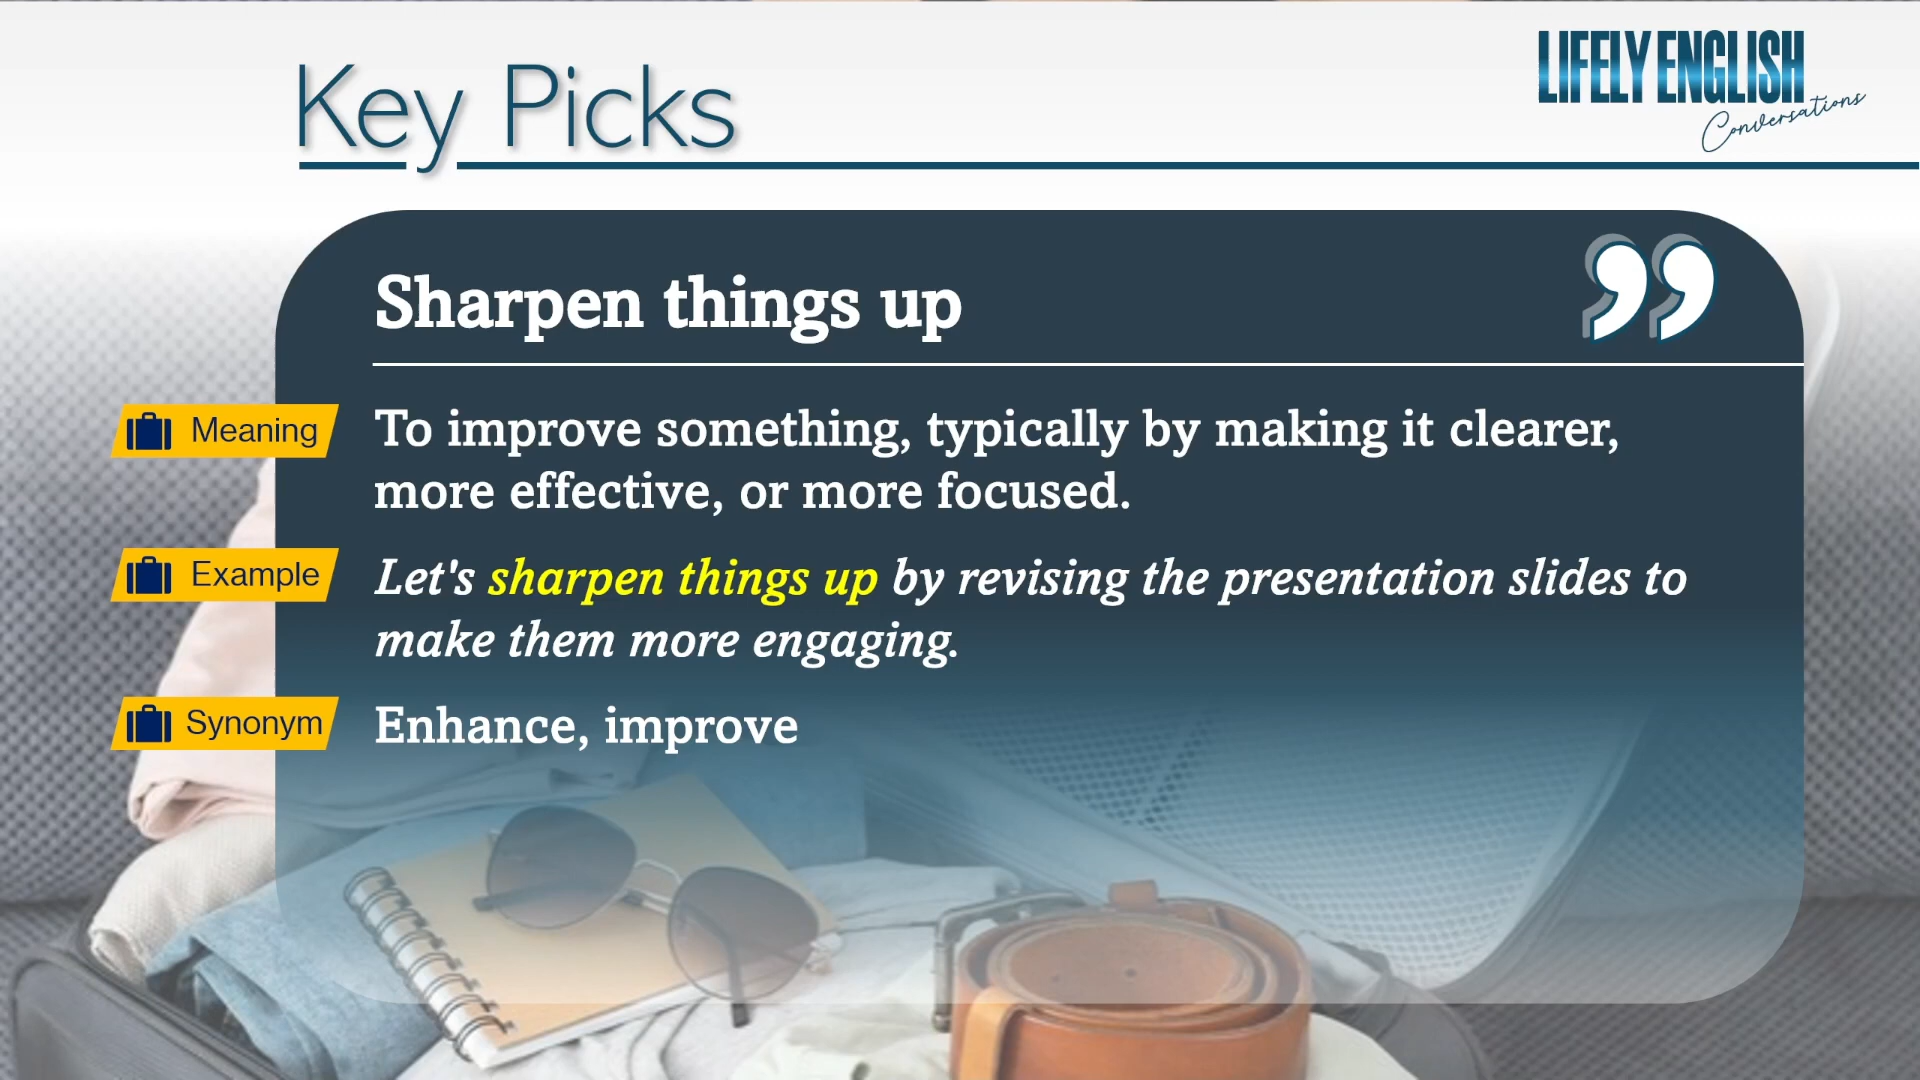 Key Picks
LIFELY ENGLISH
Conversations
Sharpen things up
Meaning
To improve something, typically by making it clearer,
more effective, or more focused.
Example
Let's sharpen things up by revising the presentation slides to
make them more engaging.
Synonym
Enhance, improve